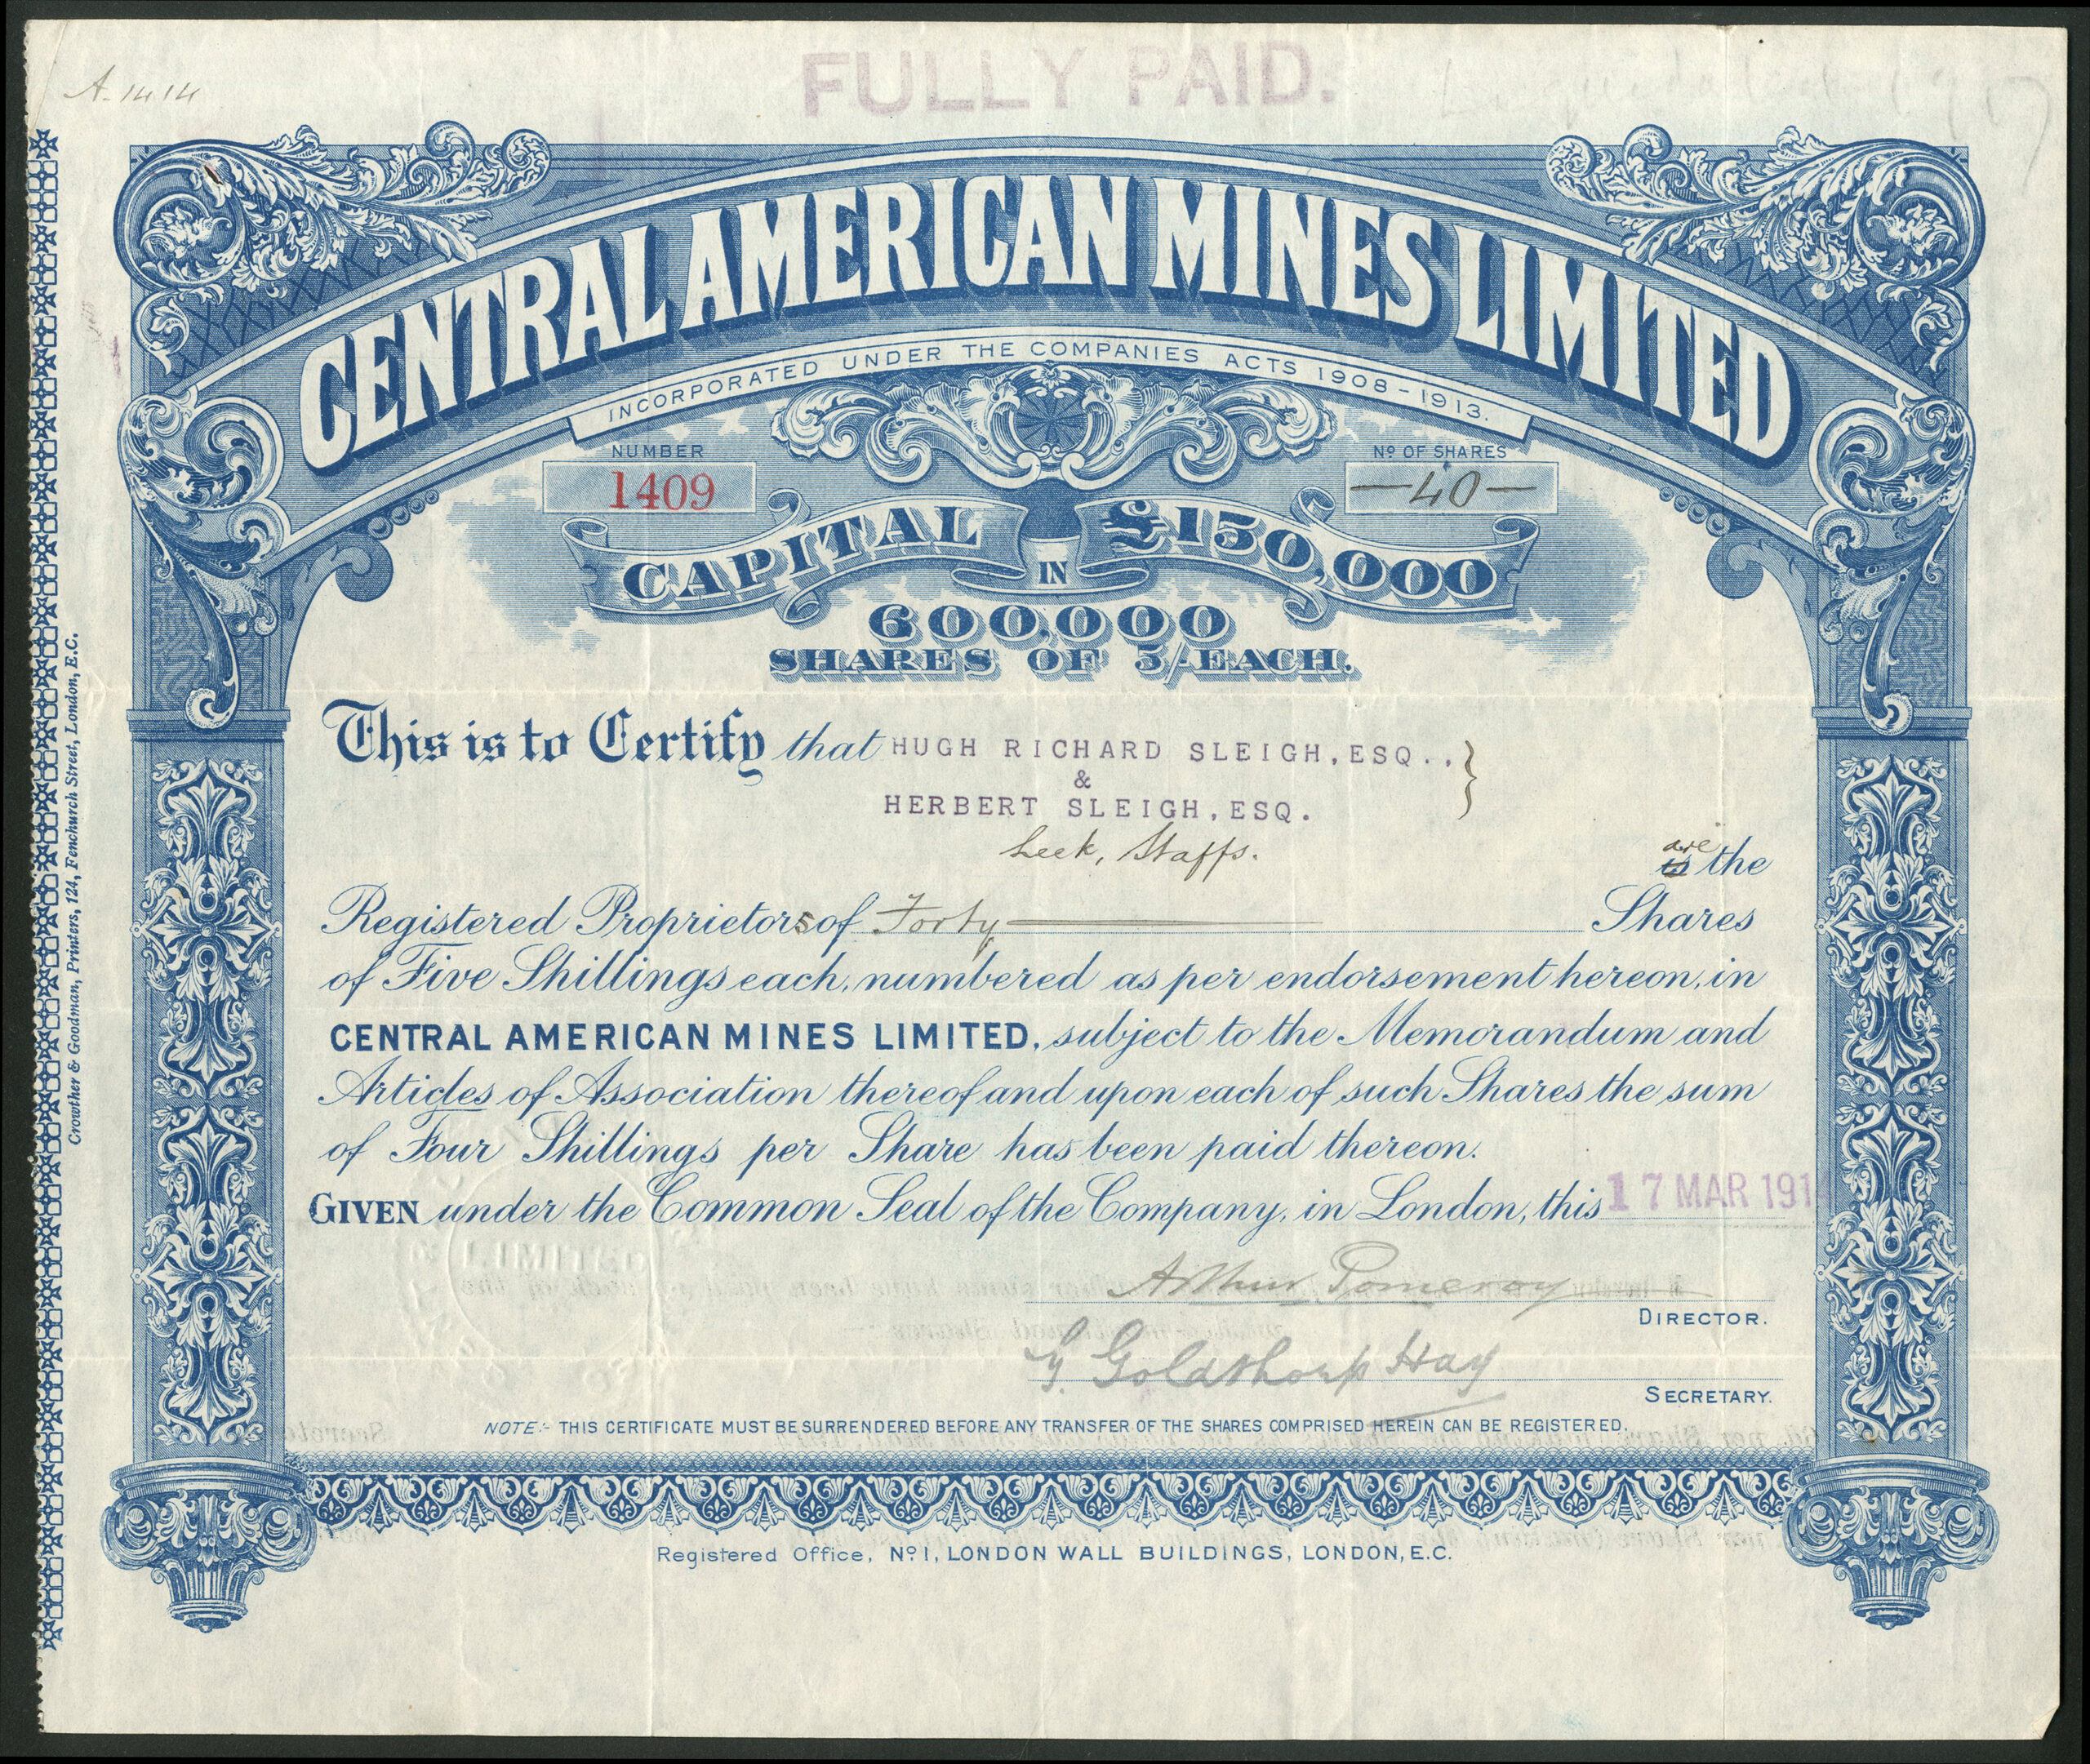 A. 1414
FULLY PAID.
CENTRAL AMERICAN MINES LIMITED
INCORPORATED UNDER THE COMPANIES ACTS 1908-1913.
NUMBER
1409
Nº OF SHARES
—40—
CAPITAL IN £150,000
600,000
SHARES OF 5/- EACH.
This is to Certify that HUGH RICHARD SLEIGH, ESQ..,
&
HERBERT SLEIGH, ESQ.
Leek, Staffs.
are
is the
Registered Proprietors of Forty Shares
of Five Shillings each, numbered as per endorsement hereon, in
CENTRAL AMERICAN MINES LIMITED, subject to the Memorandum and
Articles of Association thereof and upon each of such Shares the sum
of Four Shillings per Share has been paid thereon.
GIVEN under the Common Seal of the Company, in London, this 17 MAR 1914
Arthur Pomeroy
DIRECTOR.
G. Goldthorp Hay
SECRETARY.
NOTE:- THIS CERTIFICATE MUST BE SURRENDERED BEFORE ANY TRANSFER OF THE SHARES COMPRISED HEREIN CAN BE REGISTERED.
Registered Office, Nº 1, LONDON WALL BUILDINGS, LONDON, E.C.
Crowther & Goodman, Printers, 124, Fenchurch Street, London, E.C.
LIMITED